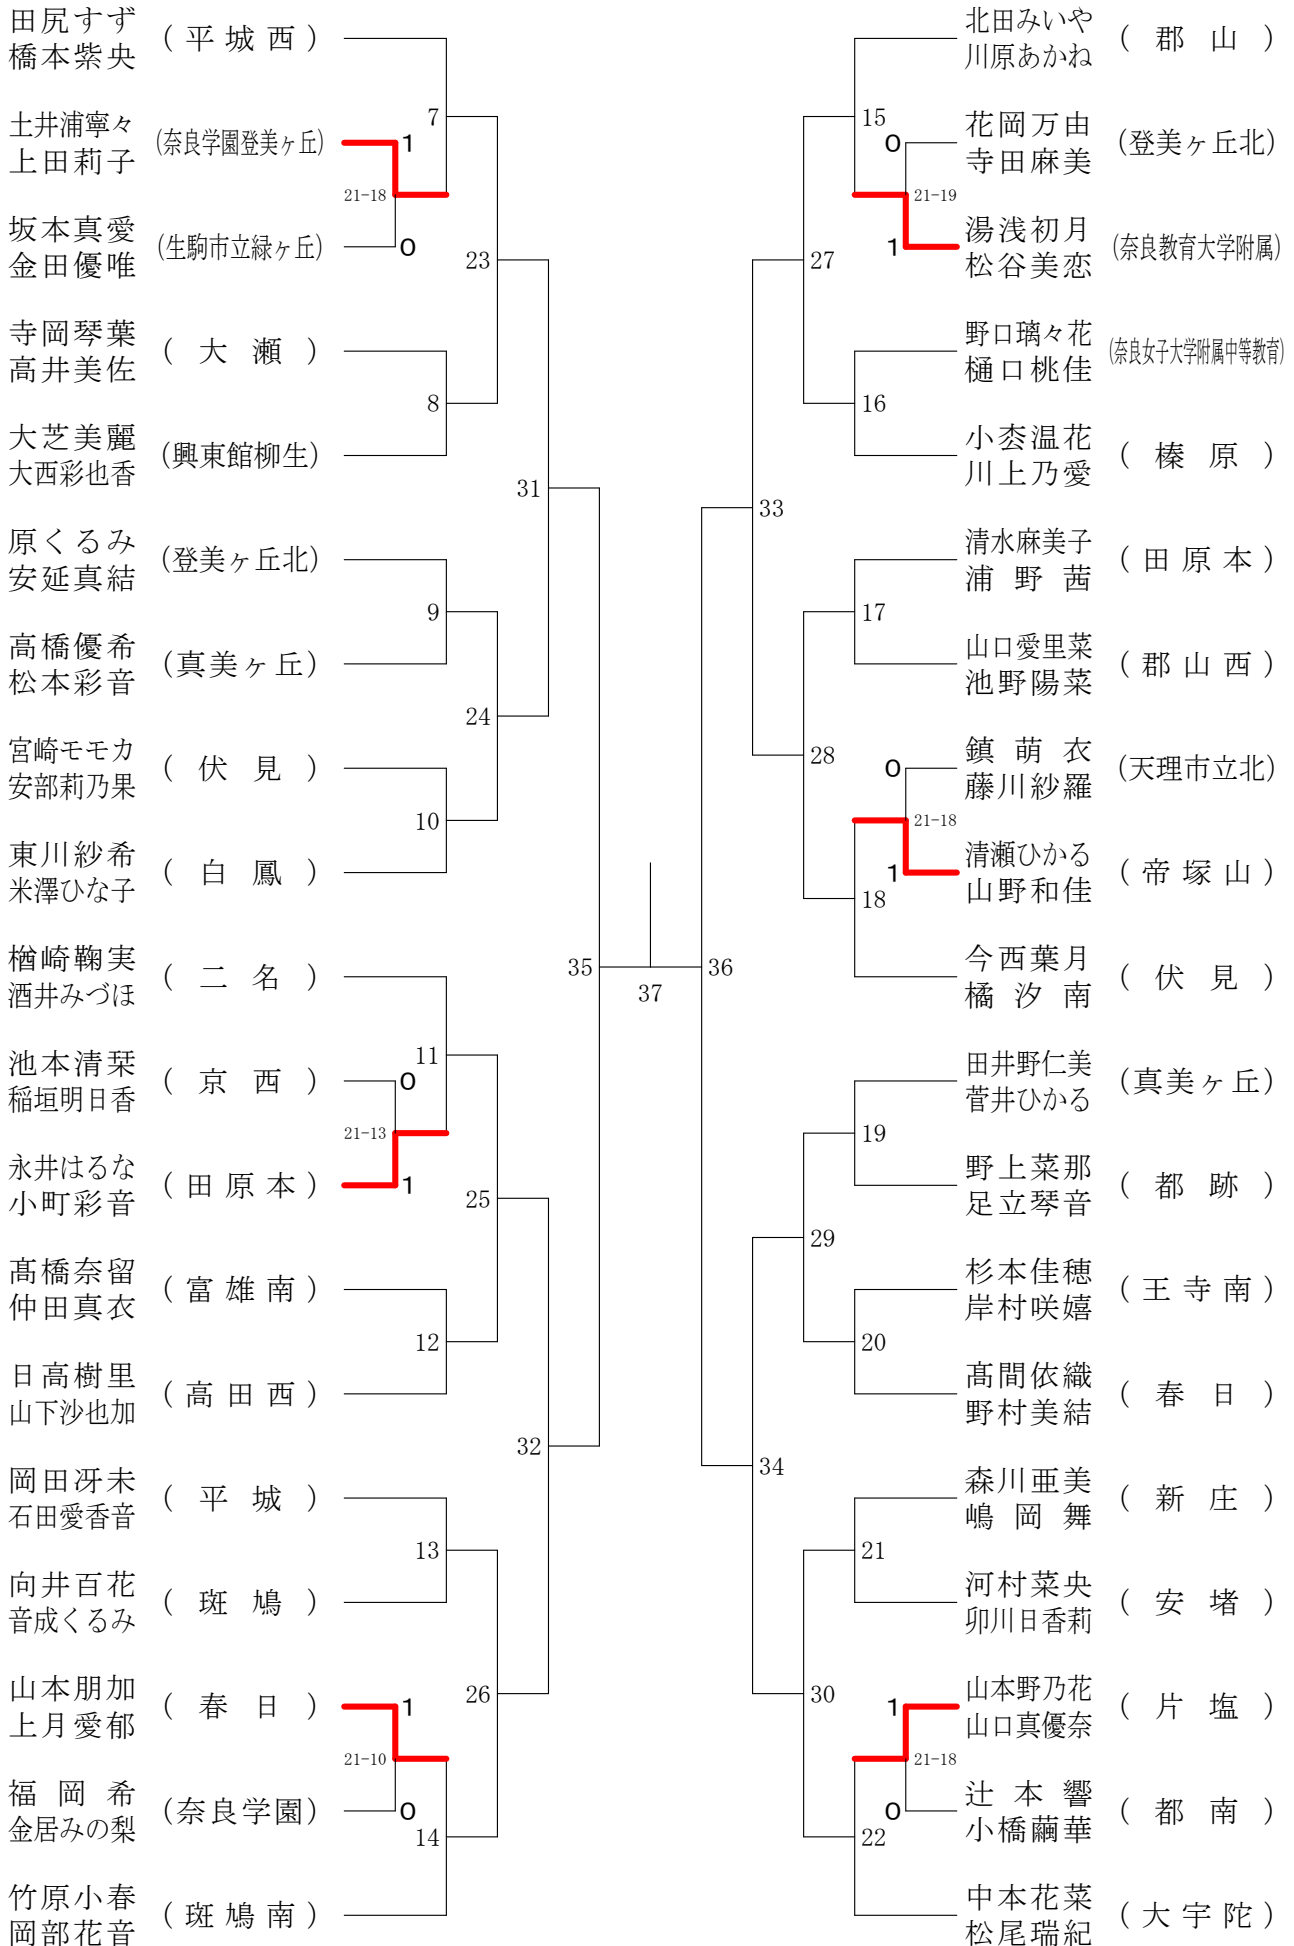 田尻すず
橋本紫央
(平城西)
土井浦寧々
上田莉子
(奈良学園登美ヶ丘)
1
21-18
坂本真愛
金田優唯
(生駒市立緑ヶ丘)
0
7
23
寺岡琴葉
高井美佐
(大瀬)
8
大芝美麗
大西彩也香
(興東館柳生)
31
原くるみ
安延真結
(登美ヶ丘北)
9
高橋優希
松本彩音
(真美ヶ丘)
24
宮崎モモカ
安部莉乃果
(伏見)
10
東川紗希
米澤ひな子
(白鳳)
35
楢崎鞠実
酒井みづほ
(二名)
11
池本清栞
稲垣明日香
(京西)
0
21-13
永井はるな
小町彩音
(田原本)
1
25
髙橋奈留
仲田真衣
(富雄南)
12
日高樹里
山下沙也加
(高田西)
32
岡田冴未
石田愛香音
(平城)
13
向井百花
音成くるみ
(斑鳩)
26
山本朋加
上月愛郁
(春日)
1
21-10
福岡希
金居みの梨
(奈良学園)
0
14
竹原小春
岡部花音
(斑鳩南)
37
北田みいや
川原あかね
(郡山)
15
花岡万由
寺田麻美
(登美ヶ丘北)
0
21-19
湯浅初月
松谷美恋
(奈良教育大学附属)
1
27
野口璃々花
樋口桃佳
(奈良女子大学附属中等教育)
16
小枩温花
川上乃愛
(榛原)
33
清水麻美子
浦野茜
(田原本)
17
山口愛里菜
池野陽菜
(郡山西)
28
鎮萌衣
藤川紗羅
(天理市立北)
0
21-18
清瀬ひかる
山野和佳
(帝塚山)
1
18
今西葉月
橘汐南
(伏見)
36
田井野仁美
菅井ひかる
(真美ヶ丘)
19
野上菜那
足立琴音
(都跡)
29
杉本佳穂
岸村咲嬉
(王寺南)
20
髙間依織
野村美結
(春日)
34
森川亜美
嶋岡舞
(新庄)
21
河村菜央
卯川日香莉
(安堵)
30
山本野乃花
山口真優奈
(片塩)
1
21-18
辻本響
小橋繭華
(都南)
0
22
中本花菜
松尾瑞紀
(大宇陀)